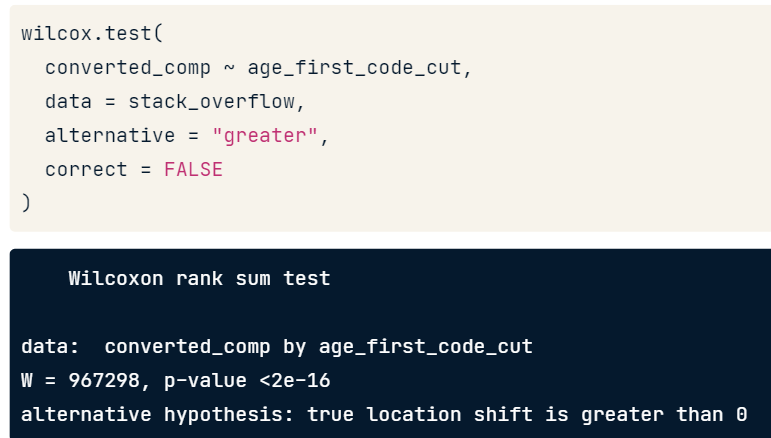 wilcox.test(
  converted_comp ~ age_first_code_cut,
  data = stack_overflow,
  alternative = "greater",
  correct = FALSE
)
    Wilcoxon rank sum test
data:  converted_comp by age_first_code_cut
W = 967298, p-value <2e-16
alternative hypothesis: true location shift is greater than 0